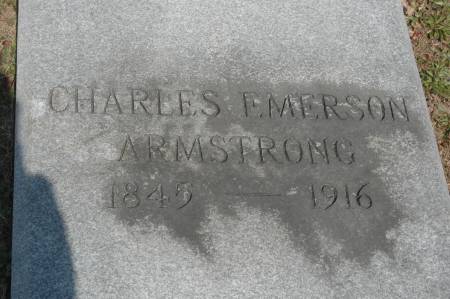 CHARLES EMERSON
ARMSTRONG
1845 — 1916